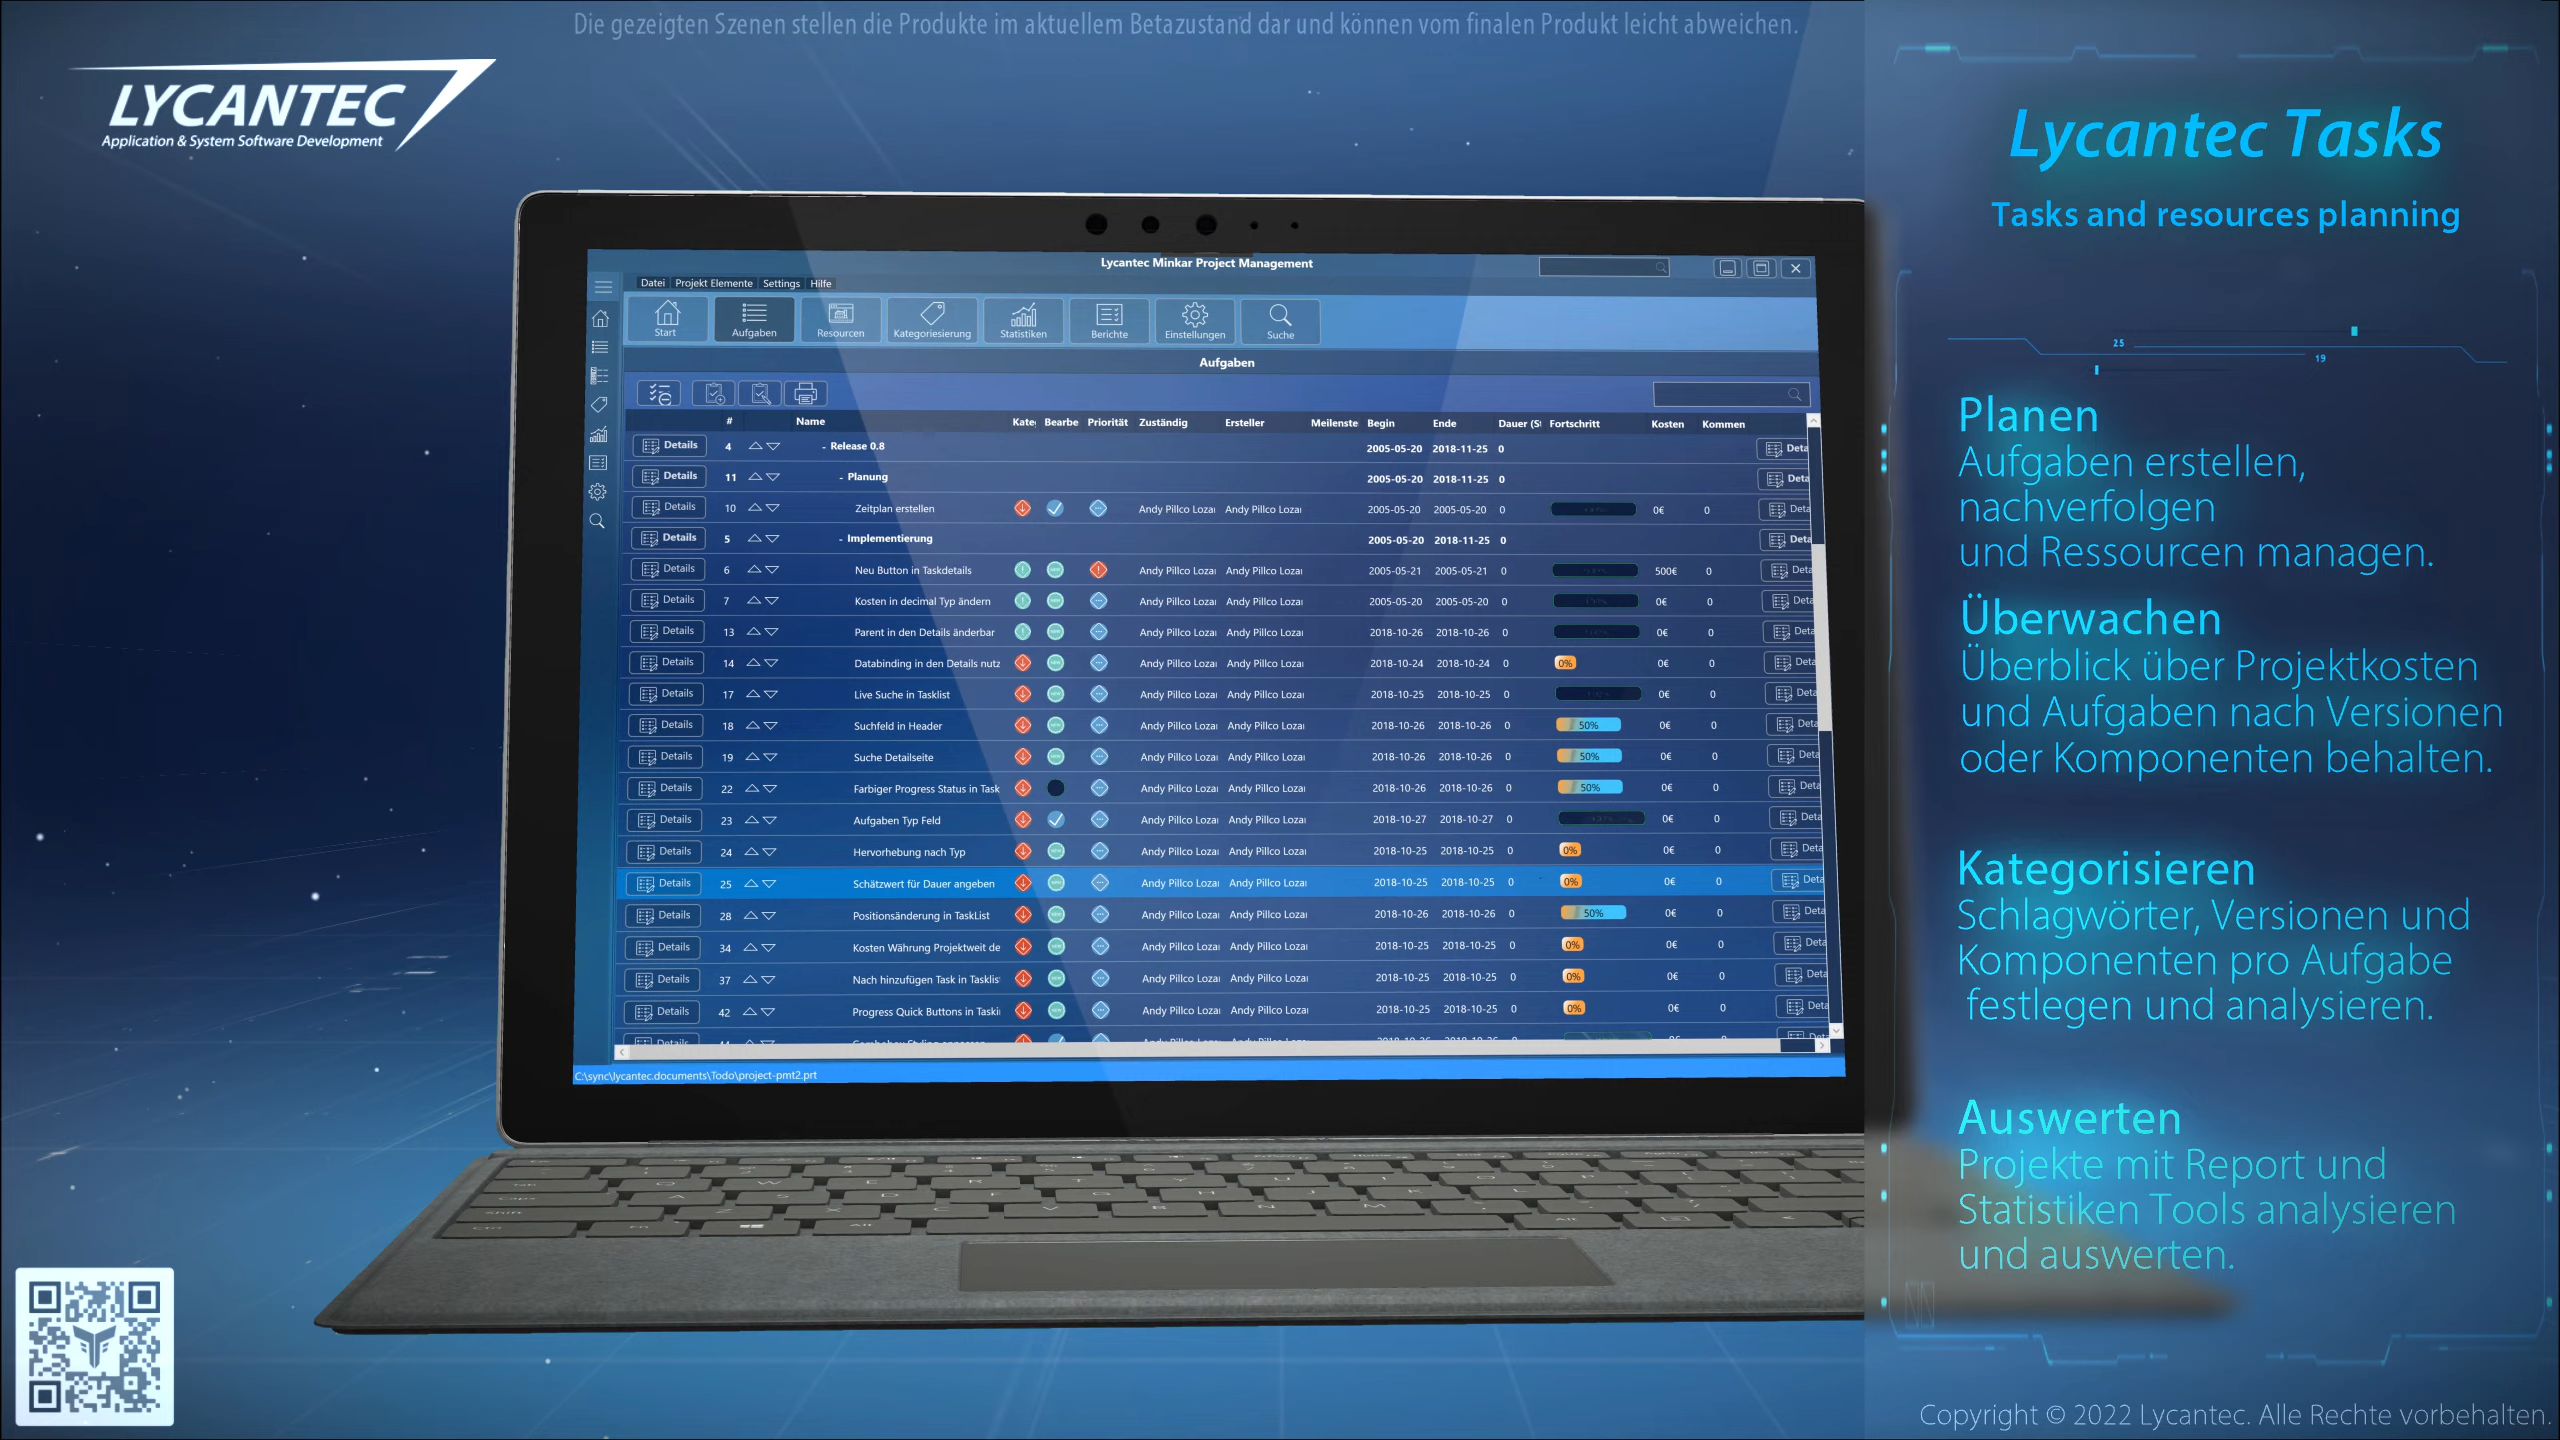 Die gezeigten Szenen stellen die Produkte im aktuellem Betazustand dar und können vom finalen Produkt leicht abweichen.
LYCANTEC
Application & System Software Development
Lycantec Minkar Project Management
Datei Projekt Elemente Settings Hilfe
Start Aufgaben Resourcen Kategoriesierung Statistiken Berichte Einstellungen Suche
Aufgaben
# Name Kate Bearbe Priorität Zuständig Ersteller Meilenste Begin Ende Dauer (S Fortschritt Kosten Kommen
Details 4 - Release 0.8 2005-05-20 2018-11-25 0 Deta
Details 11 - Planung 2005-05-20 2018-11-25 0 Deta
Details 10 Zeitplan erstellen Andy Pillco Loza Andy Pillco Loza 2005-05-20 2005-05-20 0 0€ 0 Deta
Details 5 - Implementierung 2005-05-20 2018-11-25 0 Deta
Details 6 Neu Button in Taskdetails Andy Pillco Loza Andy Pillco Loza 2005-05-21 2005-05-21 0 500€ 0 Deta
Details 7 Kosten in decimal Typ ändern Andy Pillco Loza Andy Pillco Loza 2005-05-20 2005-05-20 0 0€ 0 Deta
Details 13 Parent in den Details änderbar Andy Pillco Loza Andy Pillco Loza 2018-10-26 2018-10-26 0 0€ 0 Deta
Details 14 Databinding in den Details nutz Andy Pillco Loza Andy Pillco Loza 2018-10-24 2018-10-24 0 0% 0€ 0 Deta
Details 17 Live Suche in Tasklist Andy Pillco Loza Andy Pillco Loza 2018-10-25 2018-10-25 0 0€ 0 Deta
Details 18 Suchfeld in Header Andy Pillco Loza Andy Pillco Loza 2018-10-26 2018-10-26 0 50% 0€ 0 Deta
Details 19 Suche Detailseite Andy Pillco Loza Andy Pillco Loza 2018-10-26 2018-10-26 0 50% 0€ 0 Deta
Details 22 Farbiger Progress Status in Task Andy Pillco Loza Andy Pillco Loza 2018-10-26 2018-10-26 0 50% 0€ 0 Deta
Details 23 Aufgaben Typ Feld Andy Pillco Loza Andy Pillco Loza 2018-10-27 2018-10-27 0 0€ 0 Deta
Details 24 Hervorhebung nach Typ Andy Pillco Loza Andy Pillco Loza 2018-10-25 2018-10-25 0 0% 0€ 0 Deta
Details 25 Schätzwert für Dauer angeben Andy Pillco Loza Andy Pillco Loza 2018-10-25 2018-10-25 0 0% 0€ 0 Deta
Details 28 Positionsänderung in TaskList Andy Pillco Loza Andy Pillco Loza 2018-10-26 2018-10-26 0 50% 0€ 0 Deta
Details 34 Kosten Währung Projektweit de Andy Pillco Loza Andy Pillco Loza 2018-10-25 2018-10-25 0 0% 0€ 0 Deta
Details 37 Nach hinzufügen Task in Tasklis Andy Pillco Loza Andy Pillco Loza 2018-10-25 2018-10-25 0 0% 0€ 0 Deta
Details 42 Progress Quick Buttons in Taski Andy Pillco Loza Andy Pillco Loza 2018-10-25 2018-10-25 0 0% 0€ 0 Deta
C:\sync\lycantec.documents\Todo\project-pmt2.prt
Lycantec Tasks
Tasks and resources planning
25
19
Planen
Aufgaben erstellen,
nachverfolgen
und Ressourcen managen.
Überwachen
Überblick über Projektkosten
und Aufgaben nach Versionen
oder Komponenten behalten.
Kategorisieren
Schlagwörter, Versionen und
Komponenten pro Aufgabe
festlegen und analysieren.
Auswerten
Projekte mit Report und
Statistiken Tools analysieren
und auswerten.
Copyright © 2022 Lycantec. Alle Rechte vorbehalten.